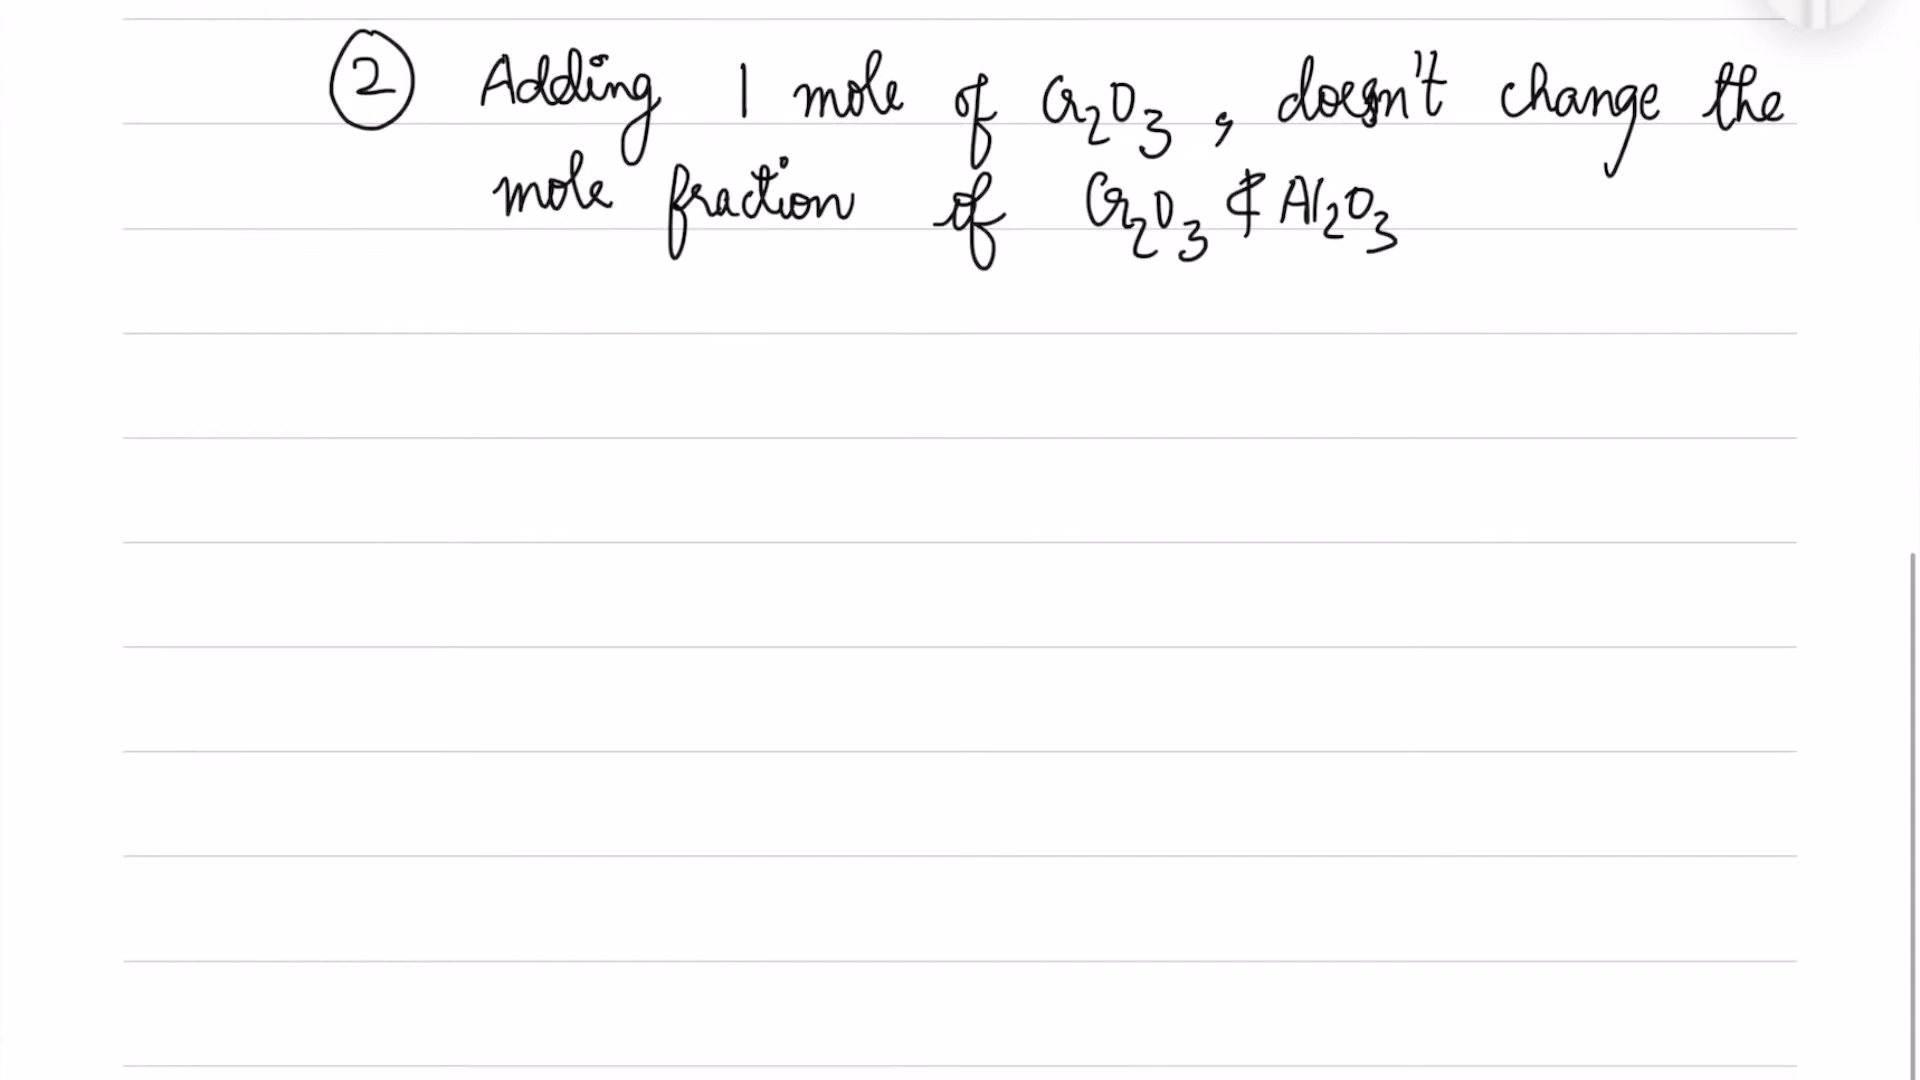 ② Adding 1 mole of Cr₂O₃, doesn't change the
mole fraction of Cr₂O₃ & Al₂O₃